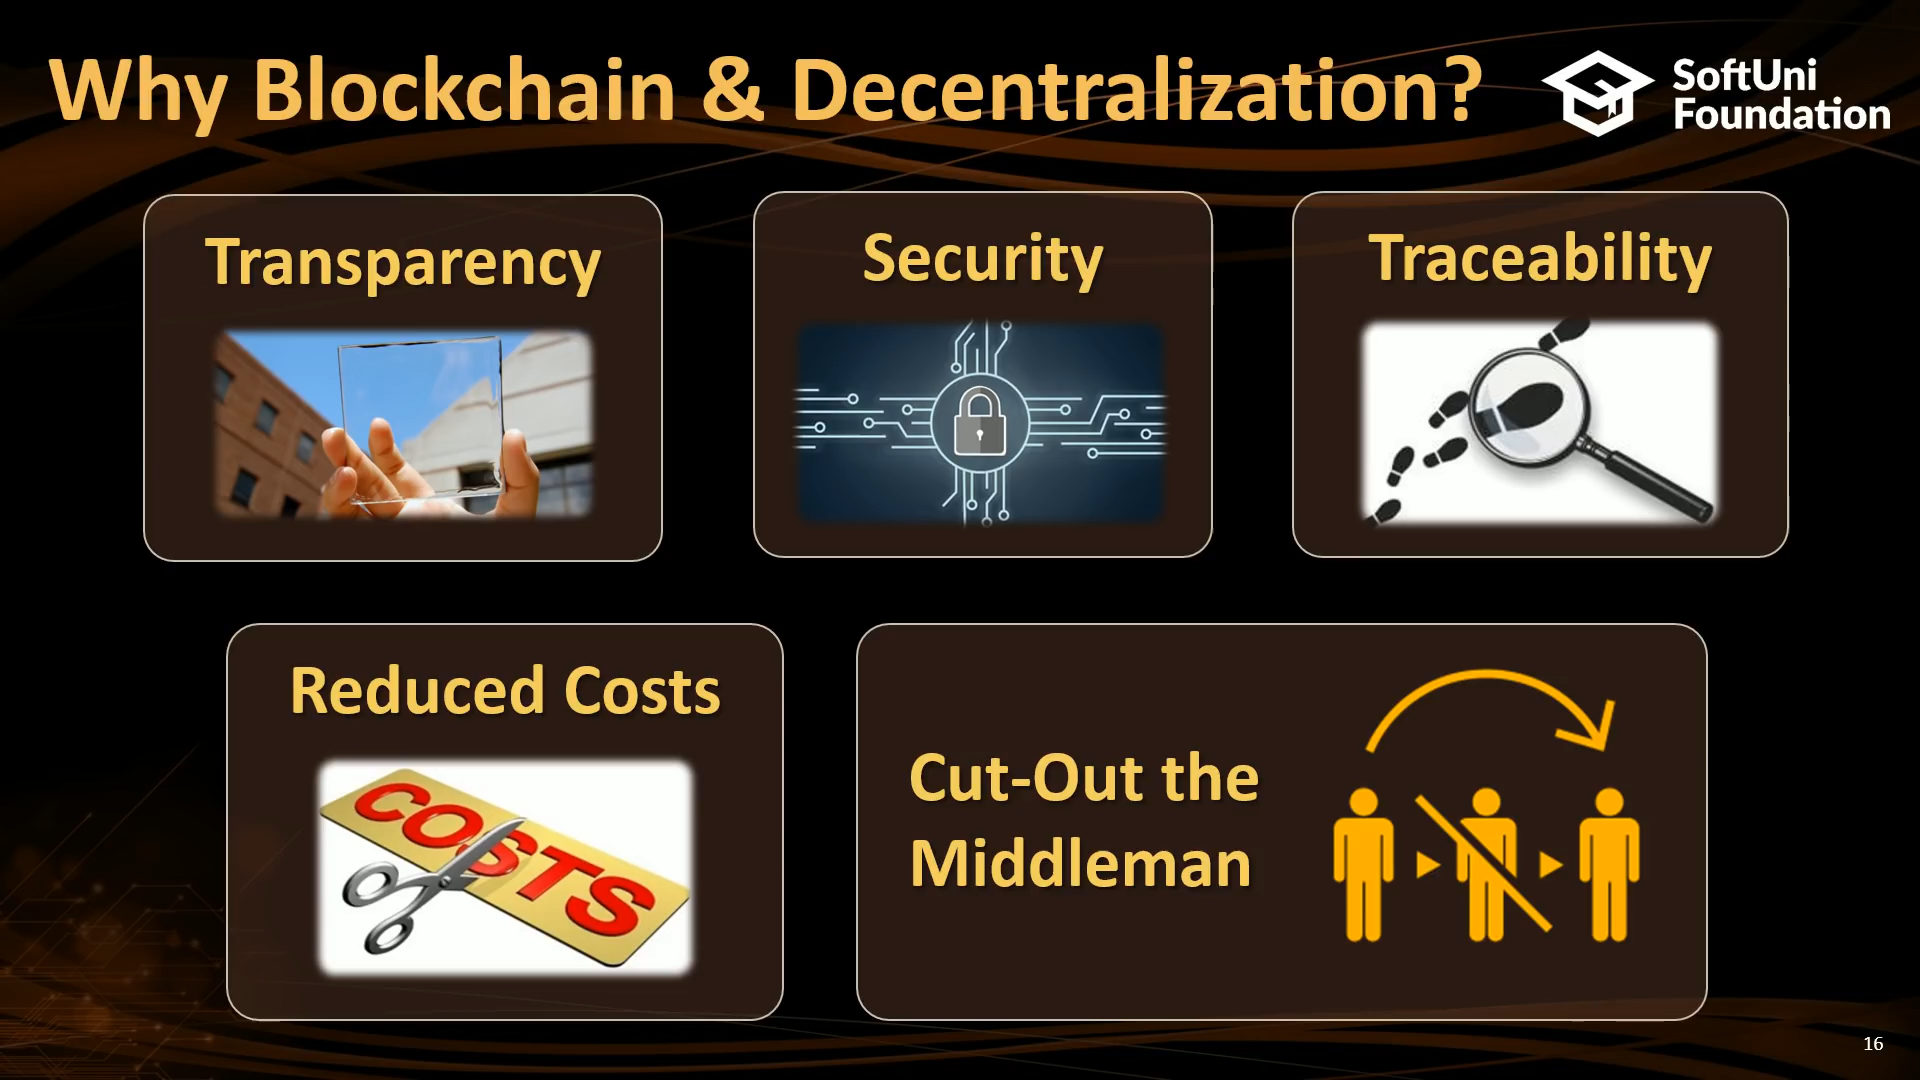 Why Blockchain & Decentralization?
SoftUni
Foundation
Transparency
Security
Traceability
Reduced Costs
COSTS
Cut-Out the
Middleman
16